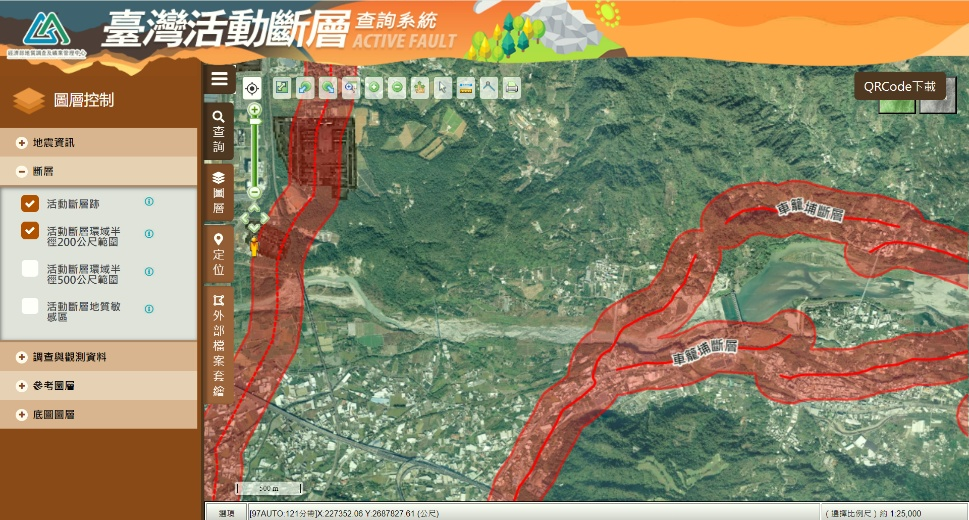 臺灣活動斷層
查詢系統
ACTIVE FAULT
經濟部地質調查及礦業管理中心
圖層控制
地震資訊
斷層
活動斷層跡
活動斷層環域半
徑200公尺範圍
活動斷層環域半
徑500公尺範圍
活動斷層地質敏
感區
調查與觀測資料
參考圖層
底圖圖層
查詢
圖層
定位
外部檔案套繪
QRCode下載
車籠埔斷層
車籠埔斷層
500 m
選項
[97AUTO:121分帶]X:227352.06 Y:2687827.61 (公尺)
(選擇比例尺) 約 1:25,000